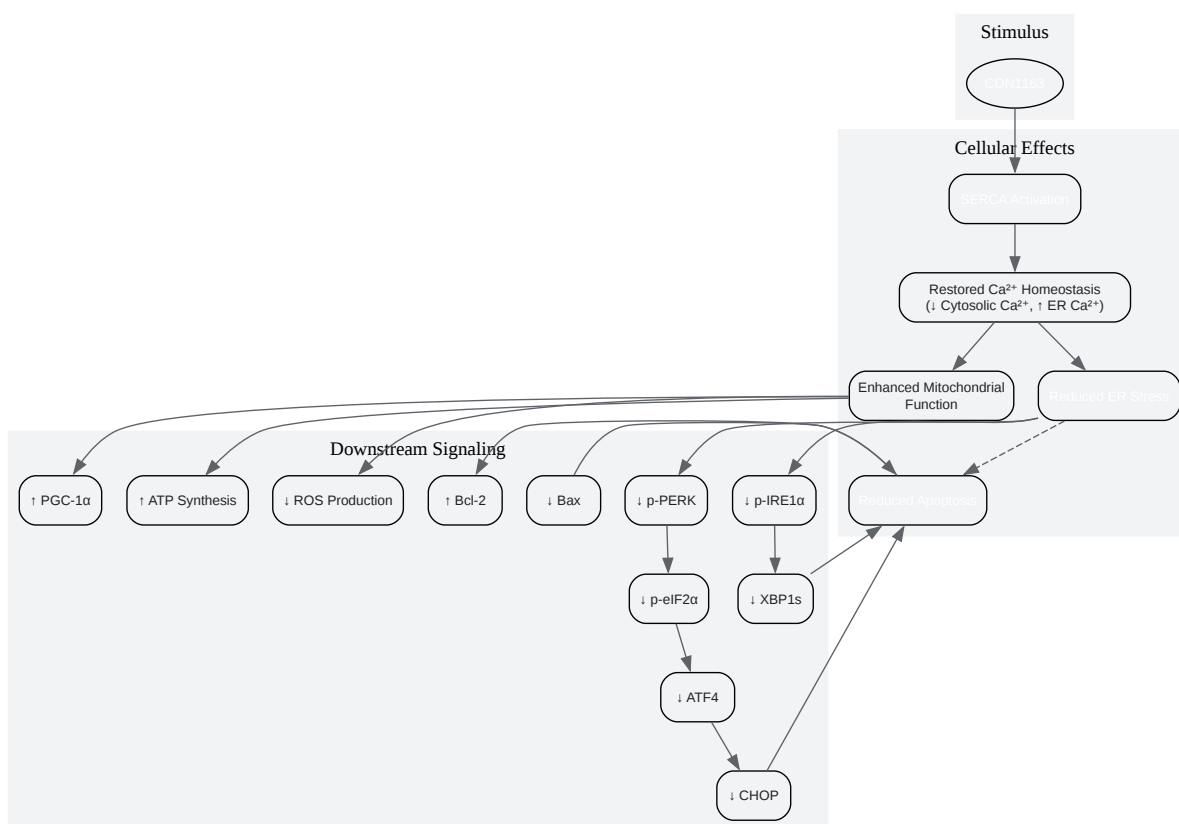 Stimulus
CDN1163
Cellular Effects
SERCA Activation
Restored Ca²⁺ Homeostasis
(↓ Cytosolic Ca²⁺, ↑ ER Ca²⁺)
Enhanced Mitochondrial
Function
Reduced ER Stress
Downstream Signaling
↑ PGC-1α
↑ ATP Synthesis
↓ ROS Production
↑ Bcl-2
↓ Bax
↓ p-PERK
↓ p-IRE1α
Reduced Apoptosis
↓ p-eIF2α
↓ XBP1s
↓ ATF4
↓ CHOP